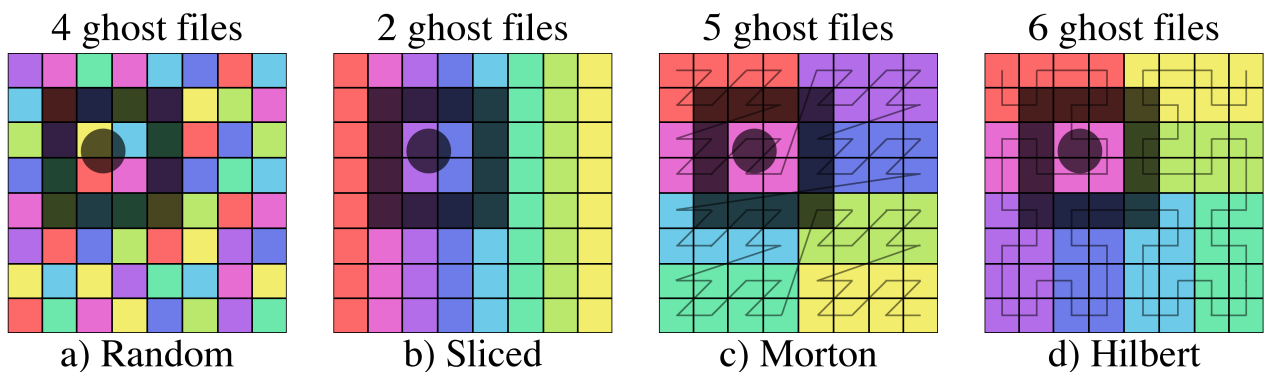 4 ghost files
2 ghost files
5 ghost files
6 ghost files
a) Random
b) Sliced
c) Morton
d) Hilbert